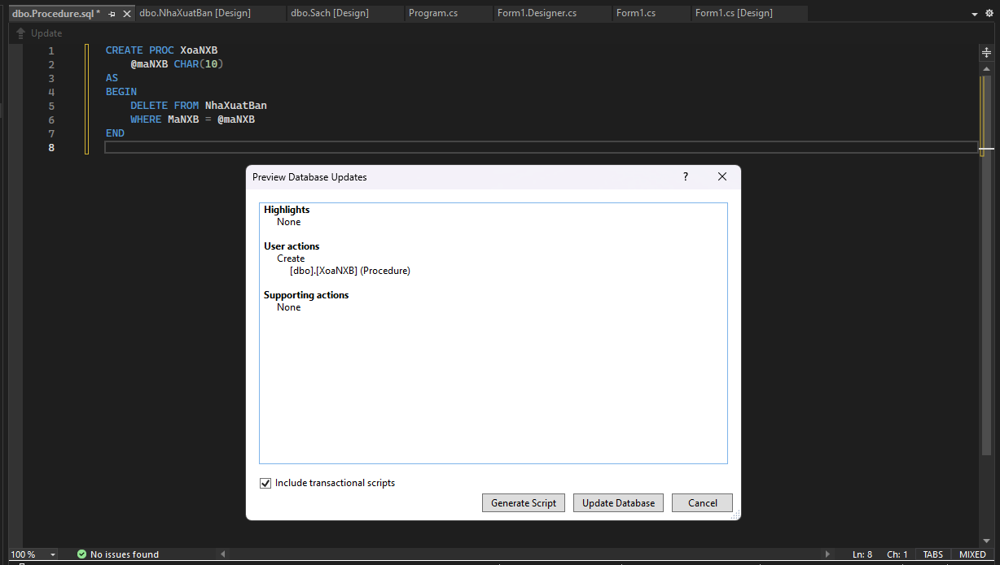 dbo.Procedure.sql*
dbo.NhaXuatBan [Design]
dbo.Sach [Design]
Program.cs
Form1.Designer.cs
Form1.cs
Form1.cs [Design]
Update
1 CREATE PROC XoaNXB
2 @maNXB CHAR(10)
3 AS
4 BEGIN
5 DELETE FROM NhaXuatBan
6 WHERE MaNXB = @maNXB
7 END
8
Preview Database Updates
?
Highlights
None
User actions
Create
[dbo].[XoaNXB] (Procedure)
Supporting actions
None
Include transactional scripts
Generate Script
Update Database
Cancel
100 %
No issues found
Ln: 8
Ch: 1
TABS
MIXED